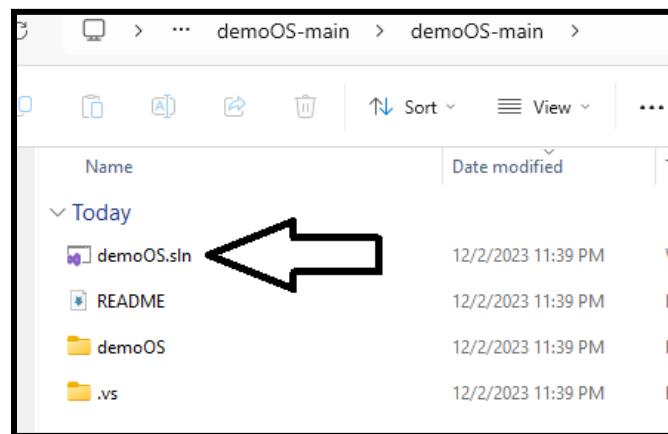 ··· demoOS-main > demoOS-main >
Sort View ···
Name Date modified
Today
demoOS.sln 12/2/2023 11:39 PM
README 12/2/2023 11:39 PM
demoOS 12/2/2023 11:39 PM
.vs 12/2/2023 11:39 PM